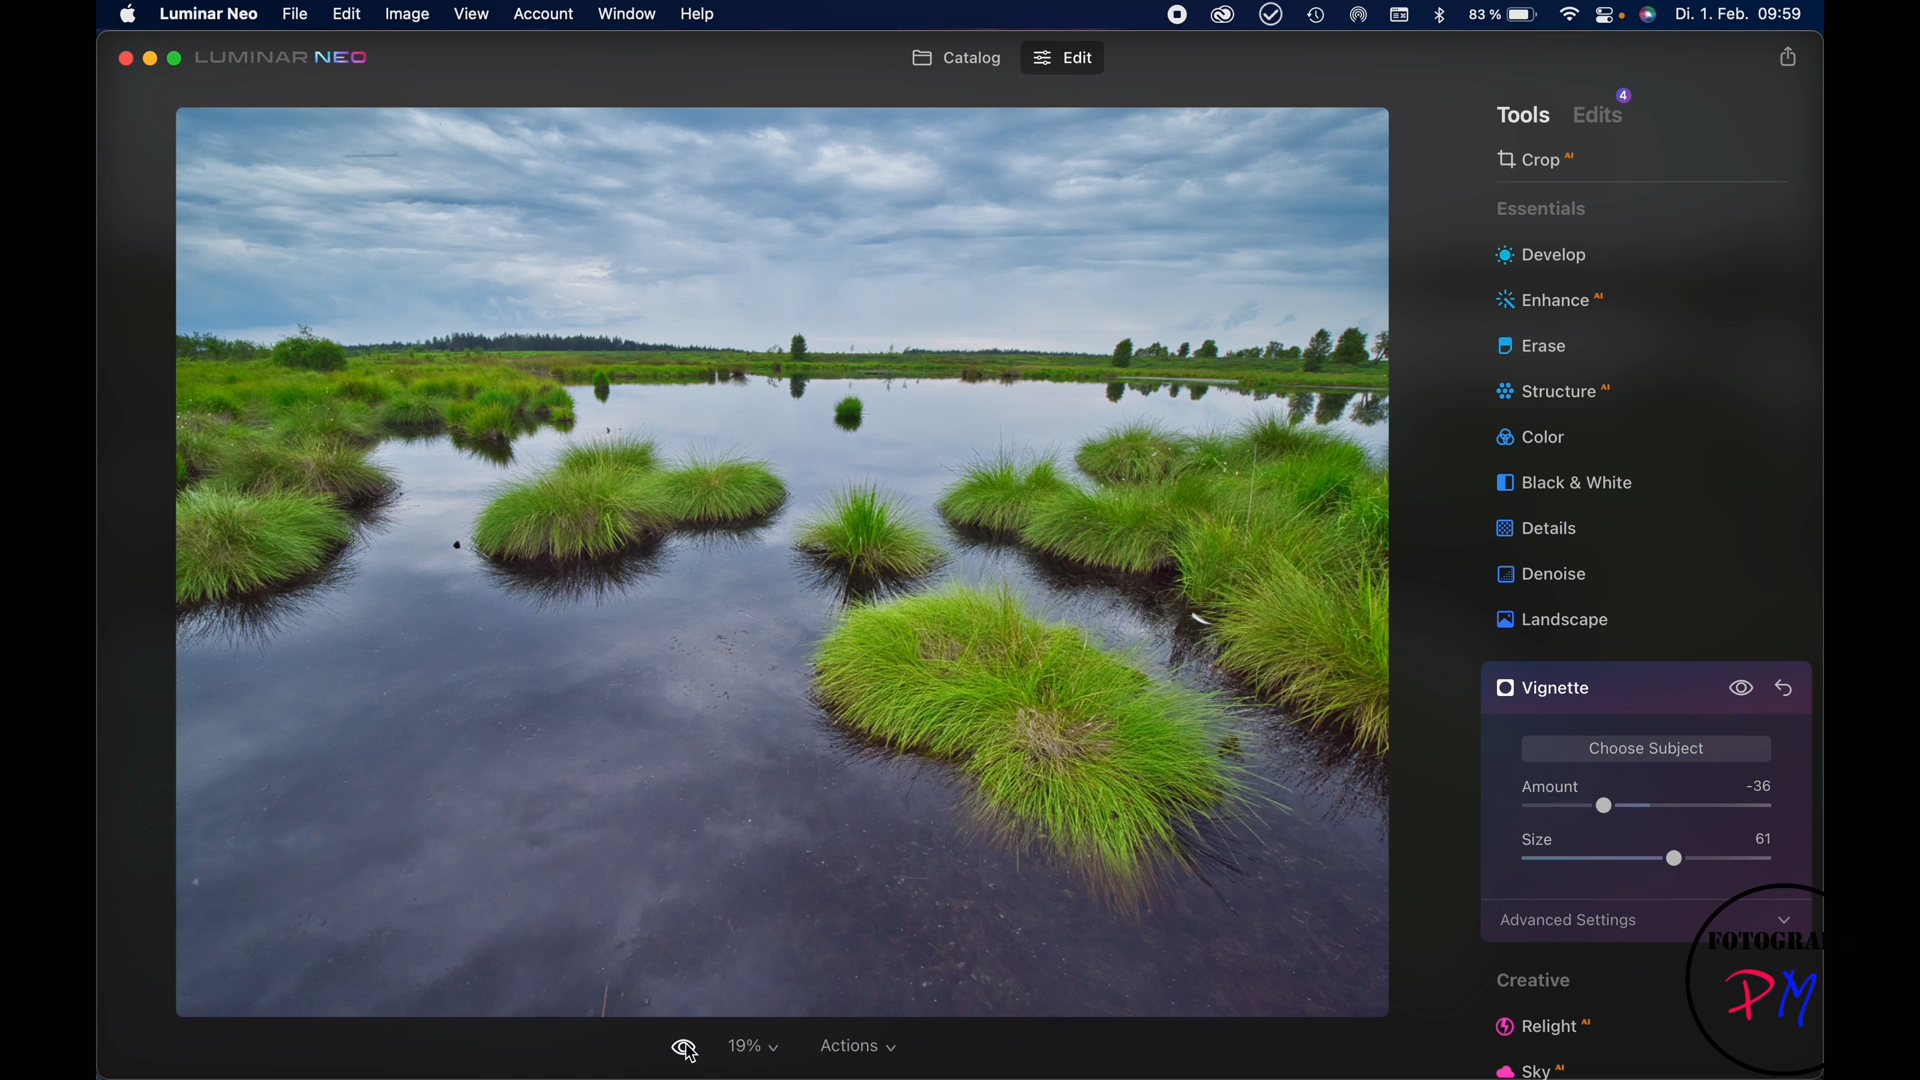 Luminar Neo File Edit Image View Account Window Help 83 % Di. 1. Feb. 09:59
LUMINAR NEO
Catalog
Edit
4
Tools Edits
Crop AI
Essentials
Develop
Enhance AI
Erase
Structure AI
Color
Black & White
Details
Denoise
Landscape
Vignette
Choose Subject
Amount -36
Size 61
Advanced Settings
FOTOGRA
PM
Creative
Relight AI
Sky AI
19% Actions